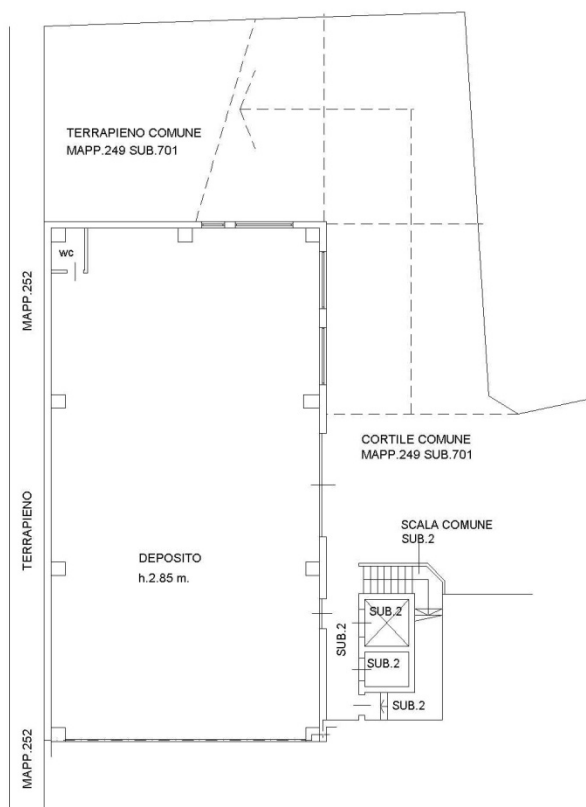 TERRAPIENO COMUNE
MAPP.249 SUB.701
wc
MAPP.252
CORTILE COMUNE
MAPP.249 SUB.701
TERRAPIENO
SCALA COMUNE
SUB.2
DEPOSITO
h.2.85 m.
SUB.2
SUB.2
SUB.2
SUB.2
MAPP.252